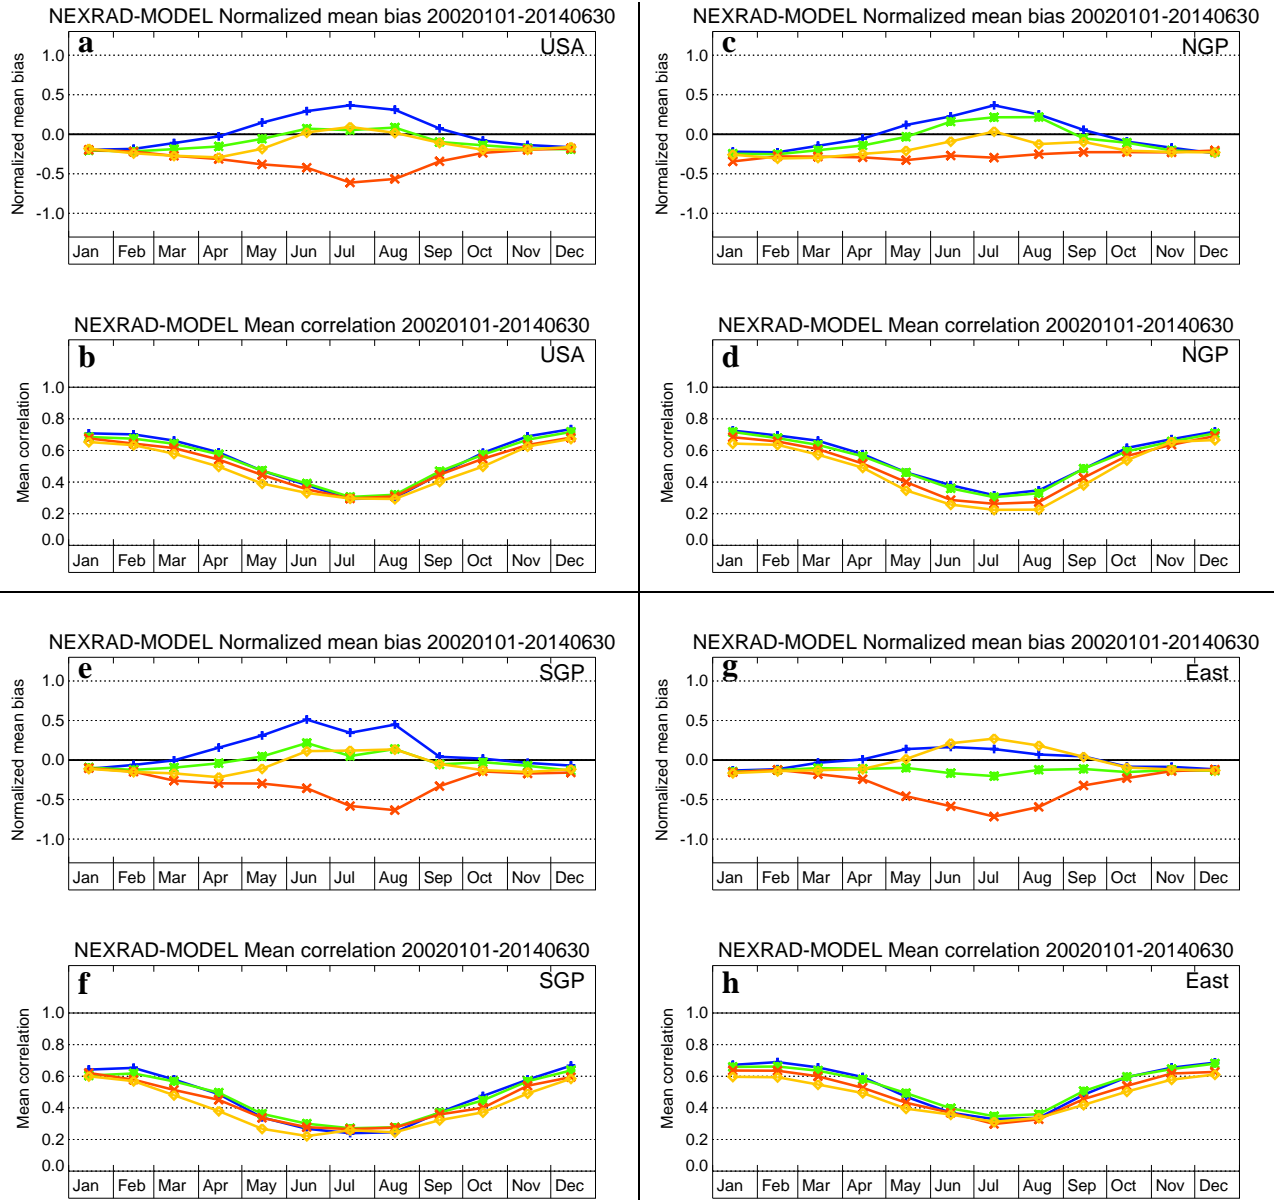 NEXRAD-MODEL Normalized mean bias 20020101-20140630
a
USA
Normalized mean bias
1.0
0.5
0.0
-0.5
-1.0
Jan Feb Mar Apr May Jun Jul Aug Sep Oct Nov Dec
NEXRAD-MODEL Mean correlation 20020101-20140630
b
USA
Mean correlation
1.0
0.8
0.6
0.4
0.2
0.0
Jan Feb Mar Apr May Jun Jul Aug Sep Oct Nov Dec
NEXRAD-MODEL Normalized mean bias 20020101-20140630
c
NGP
Normalized mean bias
1.0
0.5
0.0
-0.5
-1.0
Jan Feb Mar Apr May Jun Jul Aug Sep Oct Nov Dec
NEXRAD-MODEL Mean correlation 20020101-20140630
d
NGP
Mean correlation
1.0
0.8
0.6
0.4
0.2
0.0
Jan Feb Mar Apr May Jun Jul Aug Sep Oct Nov Dec
NEXRAD-MODEL Normalized mean bias 20020101-20140630
e
SGP
Normalized mean bias
1.0
0.5
0.0
-0.5
-1.0
Jan Feb Mar Apr May Jun Jul Aug Sep Oct Nov Dec
NEXRAD-MODEL Mean correlation 20020101-20140630
f
SGP
Mean correlation
1.0
0.8
0.6
0.4
0.2
0.0
Jan Feb Mar Apr May Jun Jul Aug Sep Oct Nov Dec
NEXRAD-MODEL Normalized mean bias 20020101-20140630
g
East
Normalized mean bias
1.0
0.5
0.0
-0.5
-1.0
Jan Feb Mar Apr May Jun Jul Aug Sep Oct Nov Dec
NEXRAD-MODEL Mean correlation 20020101-20140630
h
East
Mean correlation
1.0
0.8
0.6
0.4
0.2
0.0
Jan Feb Mar Apr May Jun Jul Aug Sep Oct Nov Dec